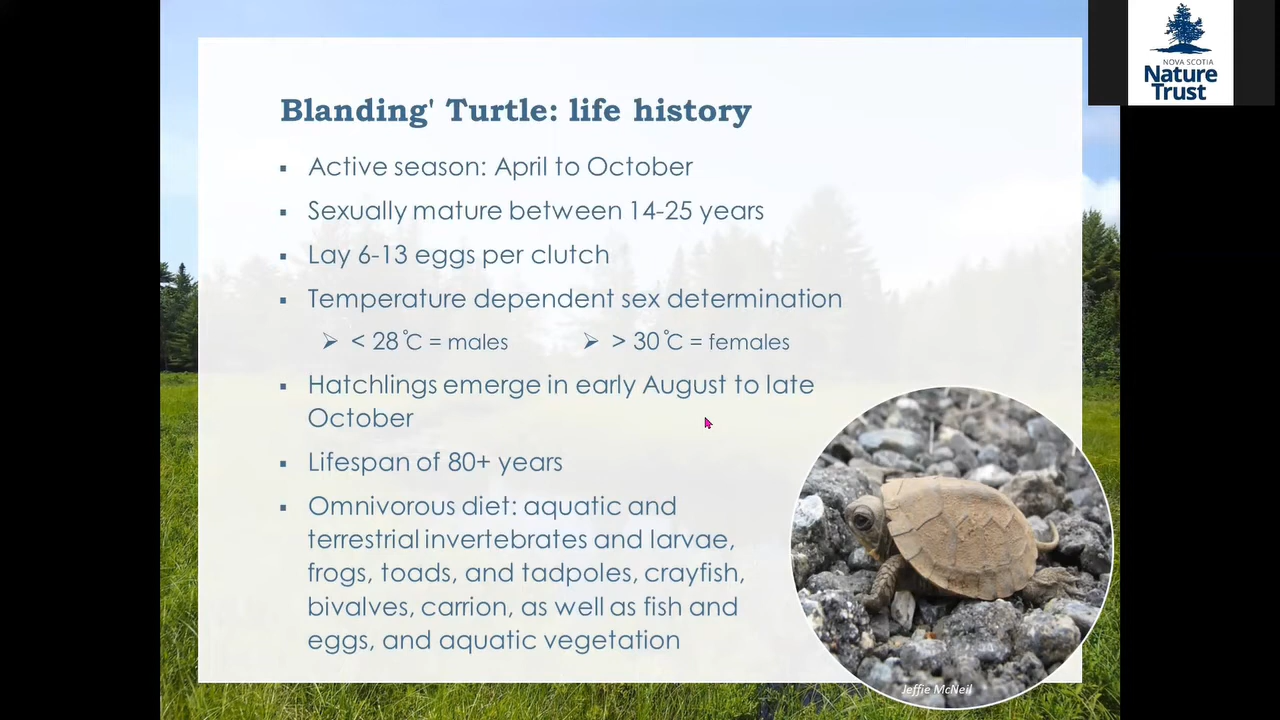 NOVA SCOTIA
Nature
Trust
Blanding' Turtle: life history
▪ Active season: April to October
▪ Sexually mature between 14-25 years
▪ Lay 6-13 eggs per clutch
▪ Temperature dependent sex determination
➢ < 28°C = males ➢ > 30°C = females
▪ Hatchlings emerge in early August to late
October
▪ Lifespan of 80+ years
▪ Omnivorous diet: aquatic and
terrestrial invertebrates and larvae,
frogs, toads, and tadpoles, crayfish,
bivalves, carrion, as well as fish and
eggs, and aquatic vegetation
Jeffie McNeil